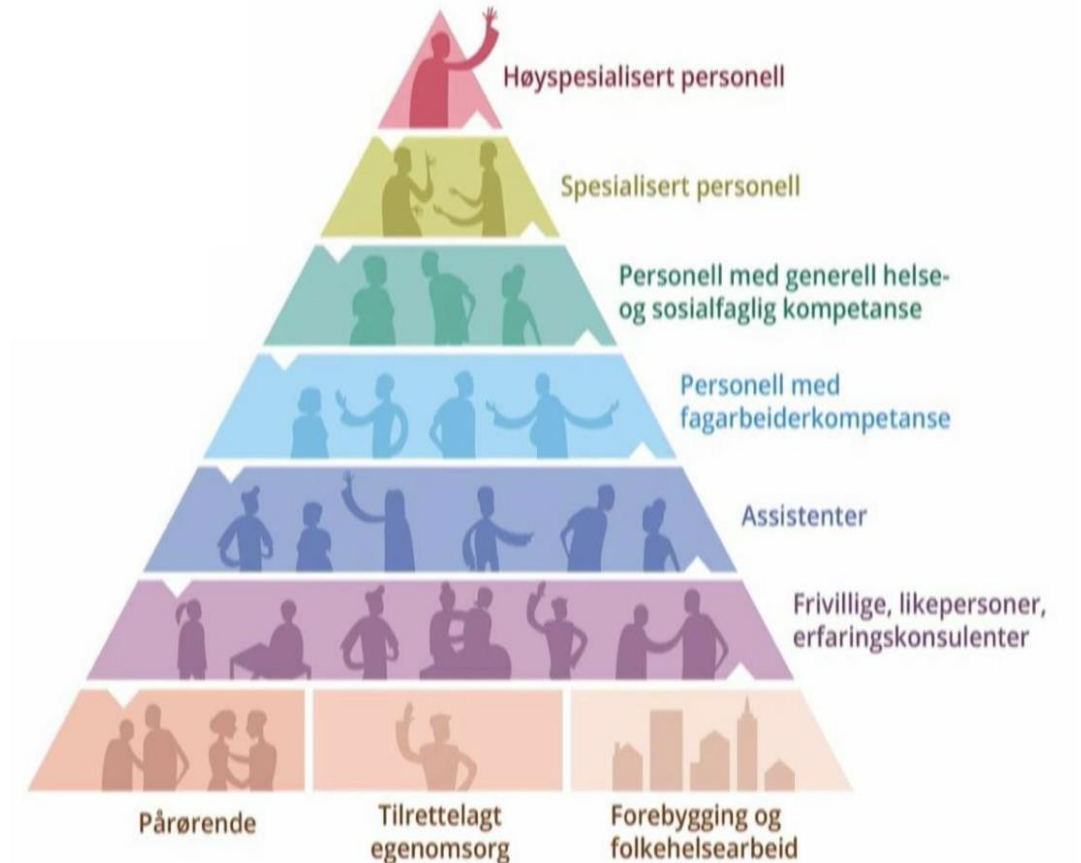 Høyspesialisert personell
Spesialisert personell
Personell med generell helse-
og sosialfaglig kompetanse
Personell med
fagarbeiderkompetanse
Assistenter
Frivillige, likepersoner,
erfaringskonsulenter
Pårørende
Tilrettelagt
egenomsorg
Forebygging og
folkehelsearbeid